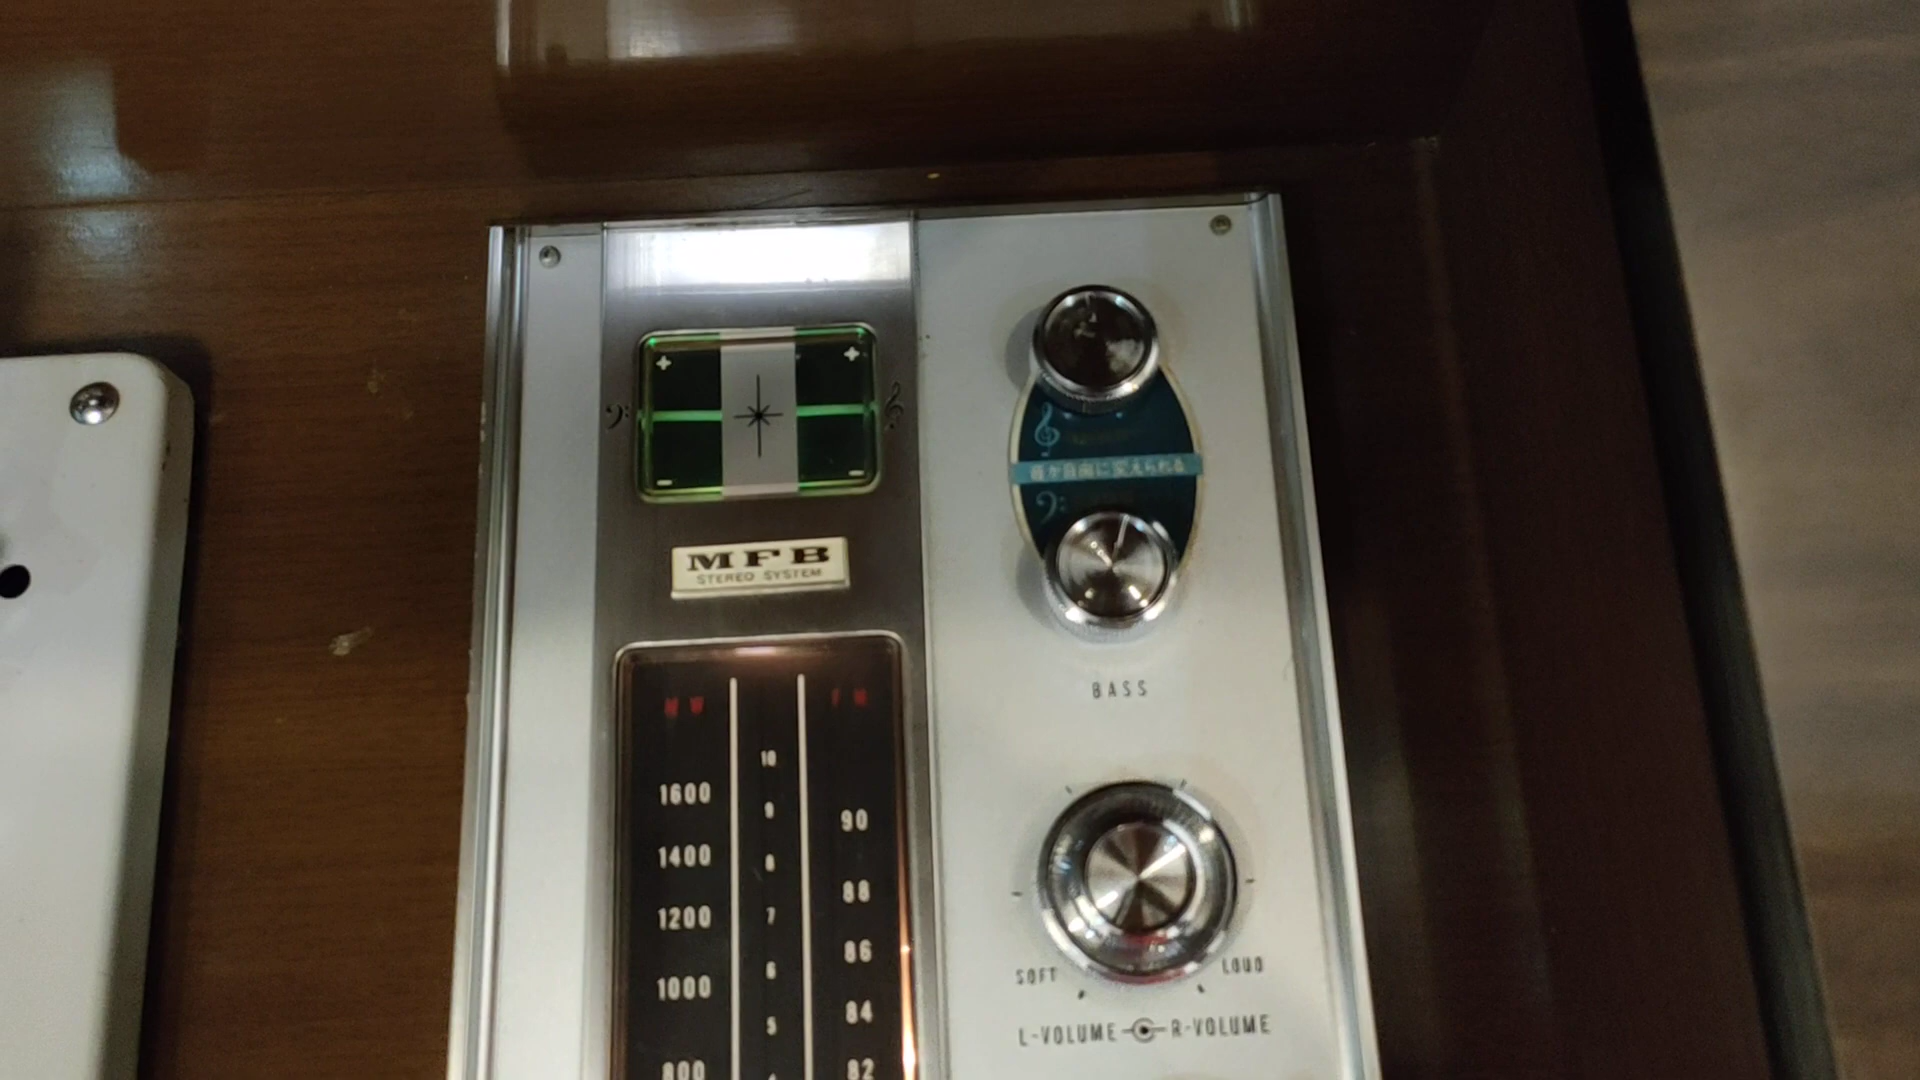 MFB
STEREO SYSTEM
音が自由に変えられる
BASS
MW
FM
10
1600
9
90
1400
8
88
1200
7
86
1000
6
84
5
800
82
SOFT
LOUD
L-VOLUME
R-VOLUME